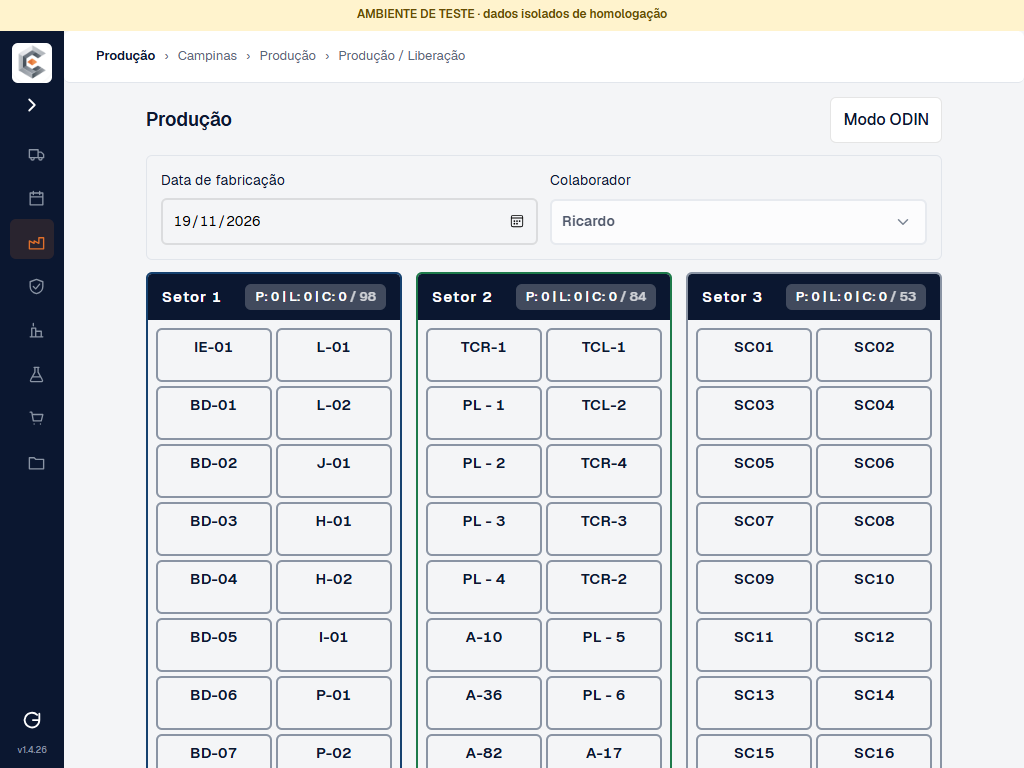 AMBIENTE DE TESTE · dados isolados de homologação
Produção › Campinas › Produção › Produção / Liberação
Produção
Modo ODIN
Data de fabricação
Colaborador
19/11/2026
Ricardo
Setor 1
P: 0 | L: 0 | C: 0 / 98
IE-01
L-01
BD-01
L-02
BD-02
J-01
BD-03
H-01
BD-04
H-02
BD-05
I-01
BD-06
P-01
BD-07
P-02
Setor 2
P: 0 | L: 0 | C: 0 / 84
TCR-1
TCL-1
PL - 1
TCL-2
PL - 2
TCR-4
PL - 3
TCR-3
PL - 4
TCR-2
A-10
PL - 5
A-36
PL - 6
A-82
A-17
Setor 3
P: 0 | L: 0 | C: 0 / 53
SC01
SC02
SC03
SC04
SC05
SC06
SC07
SC08
SC09
SC10
SC11
SC12
SC13
SC14
SC15
SC16
v1.4.26